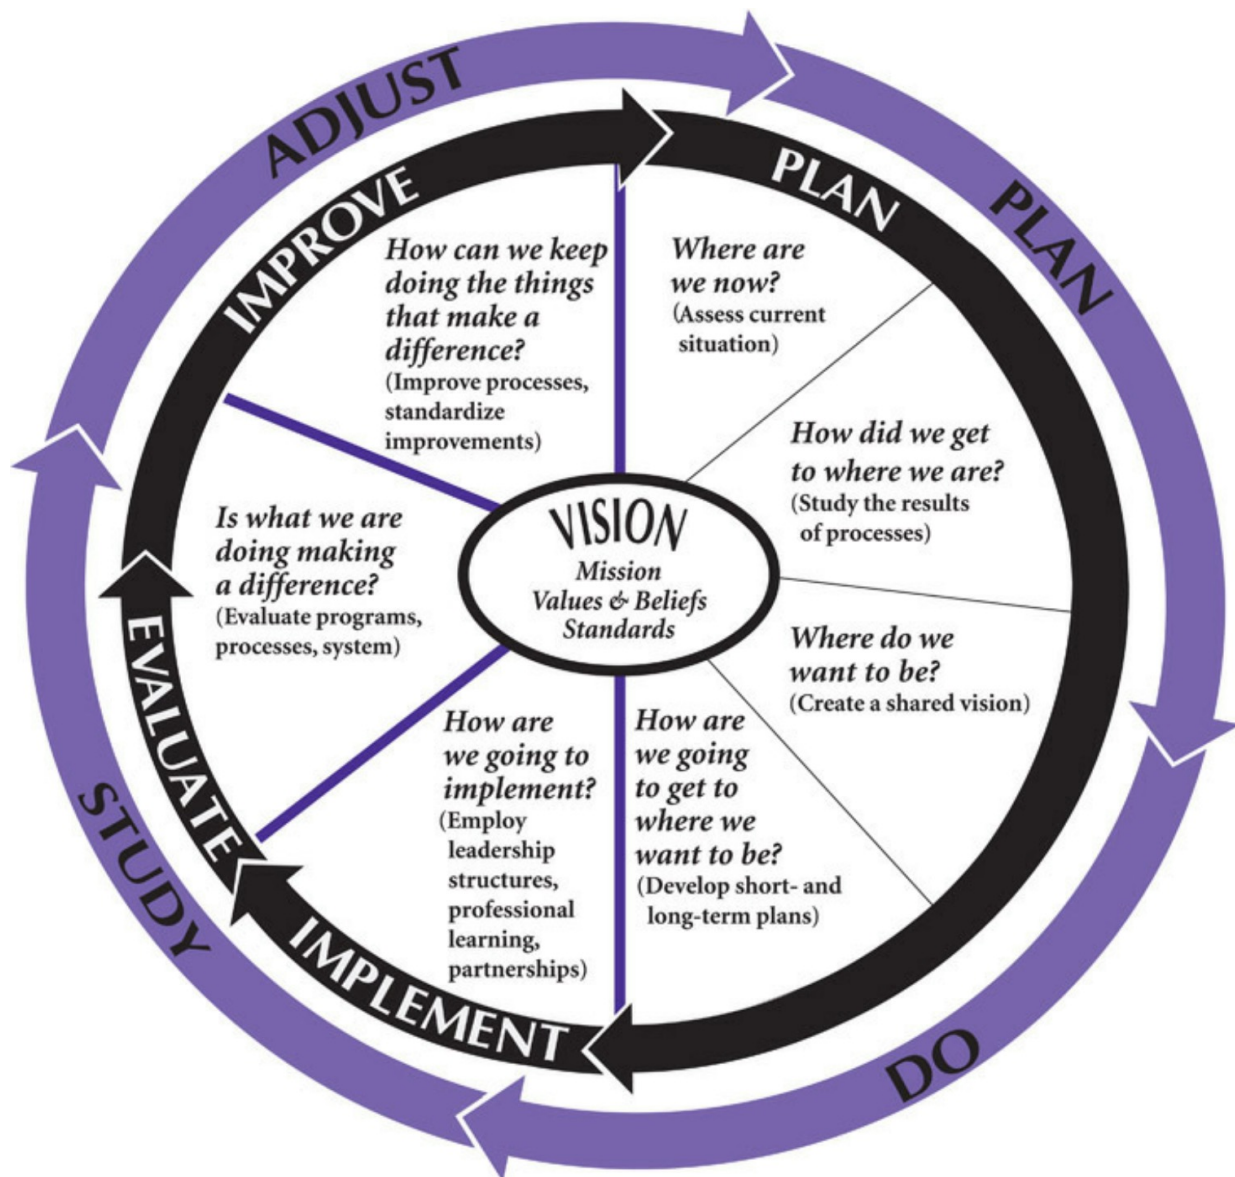 ADJUST
PLAN
DO
STUDY
IMPROVE
PLAN
IMPLEMENT
EVALUATE
Where are
we now?
(Assess current
situation)
How did we get
to where we are?
(Study the results
of processes)
Where do we
want to be?
(Create a shared vision)
How are
we going
to get to
where we
want to be?
(Develop short- and
long-term plans)
How are
we going to
implement?
(Employ
leadership
structures,
professional
learning,
partnerships)
Is what we are
doing making
a difference?
(Evaluate programs,
processes, system)
How can we keep
doing the things
that make a
difference?
(Improve processes,
standardize
improvements)
VISION
Mission
Values & Beliefs
Standards